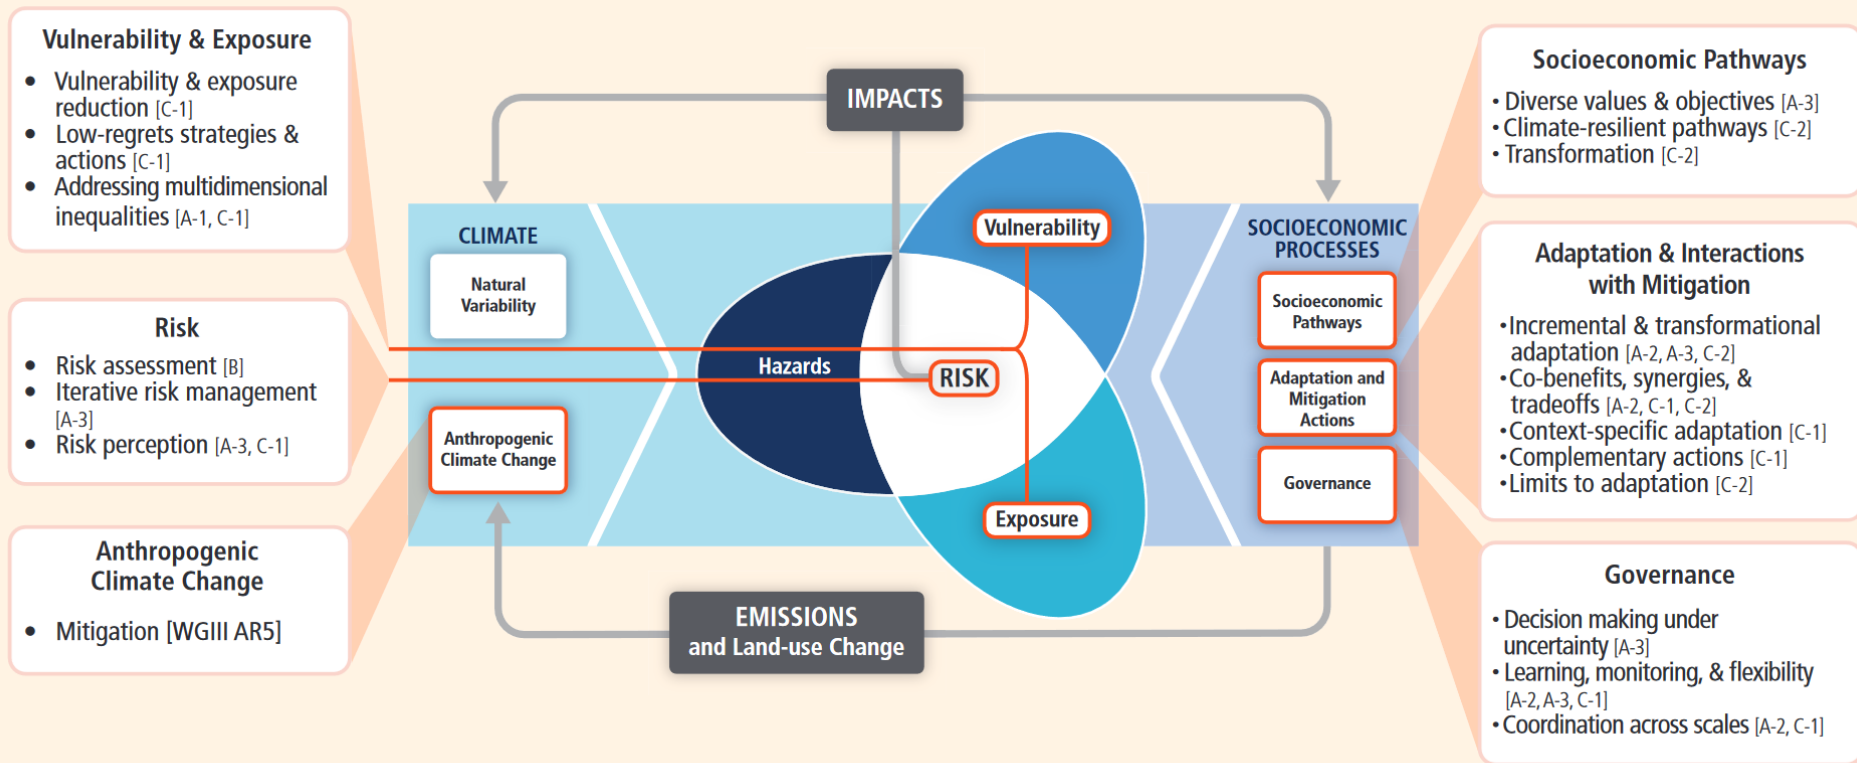 Vulnerability & Exposure
• Vulnerability & exposure
reduction [C-1]
• Low-regrets strategies &
actions [C-1]
• Addressing multidimensional
inequalities [A-1, C-1]
Risk
• Risk assessment [B]
• Iterative risk management
[A-3]
• Risk perception [A-3, C-1]
Anthropogenic
Climate Change
• Mitigation [WGIII AR5]
IMPACTS
CLIMATE
Natural
Variability
Anthropogenic
Climate Change
Vulnerability
Hazards
RISK
Exposure
EMISSIONS
and Land-use Change
SOCIOECONOMIC
PROCESSES
Socioeconomic
Pathways
Adaptation and
Mitigation
Actions
Governance
Socioeconomic Pathways
• Diverse values & objectives [A-3]
• Climate-resilient pathways [C-2]
• Transformation [C-2]
Adaptation & Interactions
with Mitigation
• Incremental & transformational
adaptation [A-2, A-3, C-2]
• Co-benefits, synergies, &
tradeoffs [A-2, C-1, C-2]
• Context-specific adaptation [C-1]
• Complementary actions [C-1]
• Limits to adaptation [C-2]
Governance
• Decision making under
uncertainty [A-3]
• Learning, monitoring, & flexibility
[A-2, A-3, C-1]
• Coordination across scales [A-2, C-1]